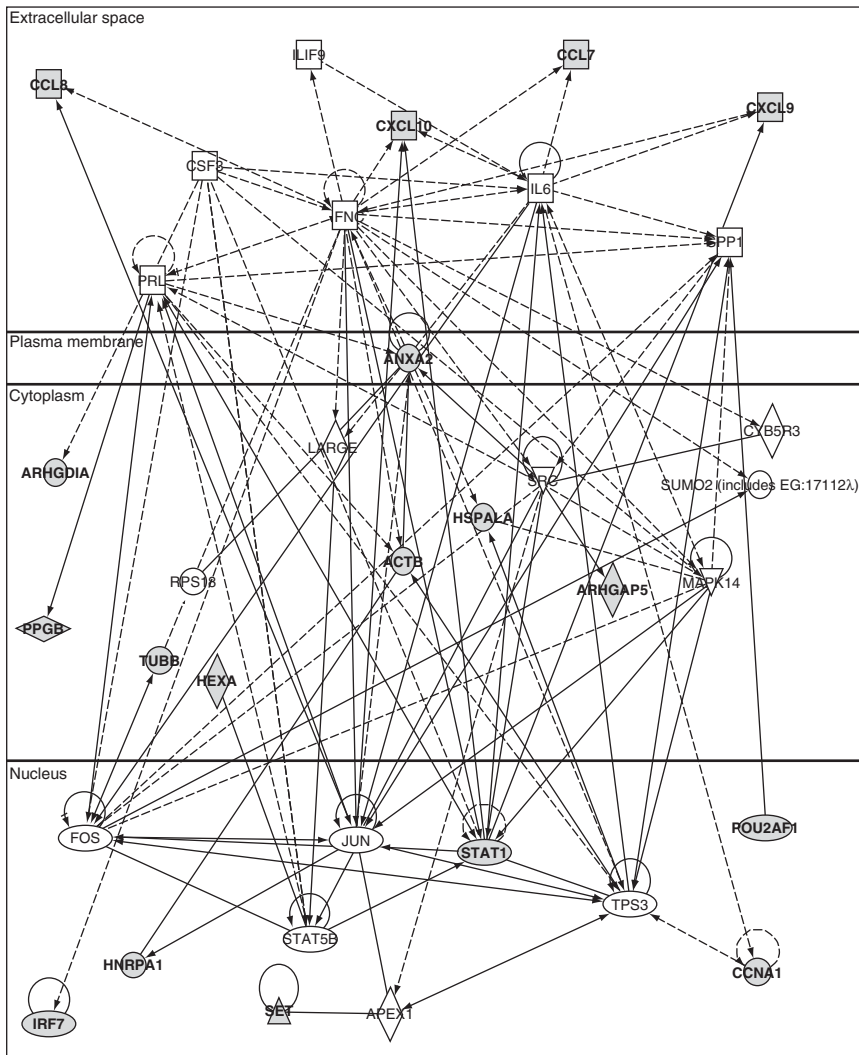 Extracellular space
ILIF9
CCL7
CCL8
CXCL9
CXCL10
CSF3
IL6
IFNG
SPP1
PRL
Plasma membrane
ANXA2
Cytoplasm
LARGE
CYB5R3
ARHGDIA
SRC
SUMO2 (includes EG:17112λ)
HSPALA
ACTB
RPS18
ARHGAP5
MAPK14
PPGB
TUBB
HEXA
Nucleus
FOS
JUN
STAT1
POU2AF1
TPS3
STAT5B
HNRPA1
CCNA1
SET
APEX1
IRF7